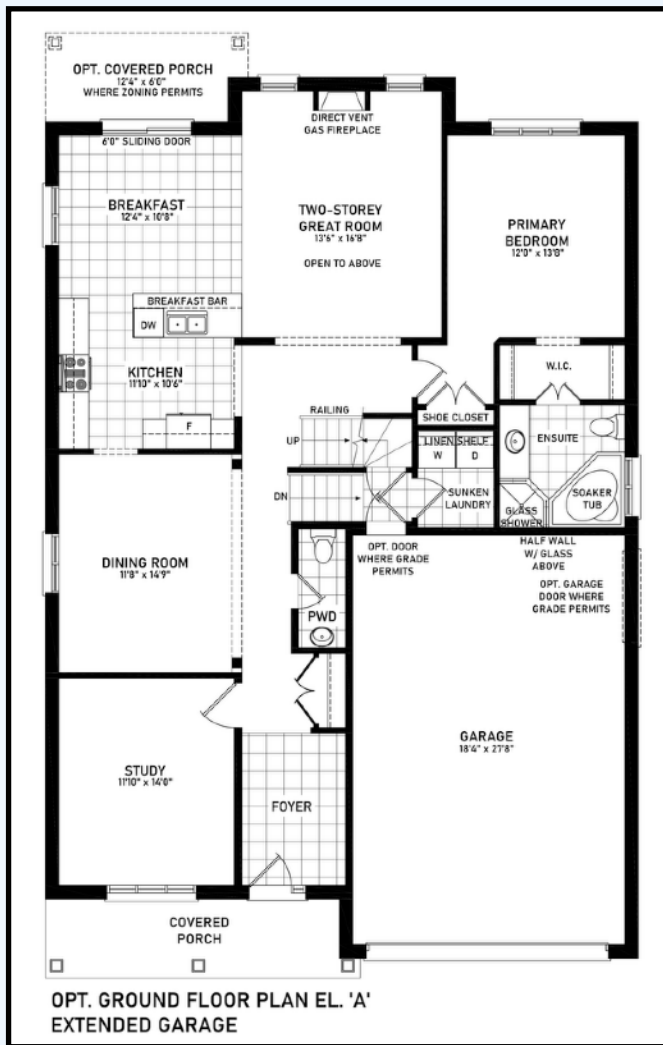 OPT. COVERED PORCH
12'4" x 6'0"
WHERE ZONING PERMITS
6'0" SLIDING DOOR
DIRECT VENT
GAS FIREPLACE
BREAKFAST
12'4" x 10'8"
TWO-STOREY
GREAT ROOM
13'6" x 16'8"
OPEN TO ABOVE
PRIMARY
BEDROOM
12'0" x 13'8"
BREAKFAST BAR
DW
KITCHEN
11'10" x 10'6"
F
W.I.C.
RAILING
UP
SHOE CLOSET
LINEN SHELF
W D
SUNKEN
LAUNDRY
ENSUITE
SOAKER
TUB
GLASS
SHOWER
DN
OPT. DOOR
WHERE GRADE
PERMITS
HALF WALL
W/ GLASS
ABOVE
OPT. GARAGE
DOOR WHERE
GRADE PERMITS
DINING ROOM
11'8" x 14'9"
PWD
STUDY
11'10" x 14'0"
FOYER
GARAGE
18'4" x 27'8"
COVERED
PORCH
OPT. GROUND FLOOR PLAN EL. 'A'
EXTENDED GARAGE